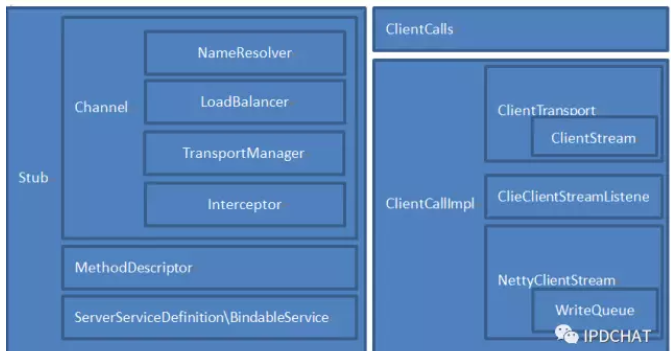 Stub
Channel
NameResolver
LoadBalancer
TransportManager
Interceptor
MethodDescriptor
ServerServiceDefinition\BindableService
ClientCalls
ClientCallImpl
ClientTransport
ClientStream
ClieClientStreamListene
NettyClientStream
WriteQueue
IPDCHAT